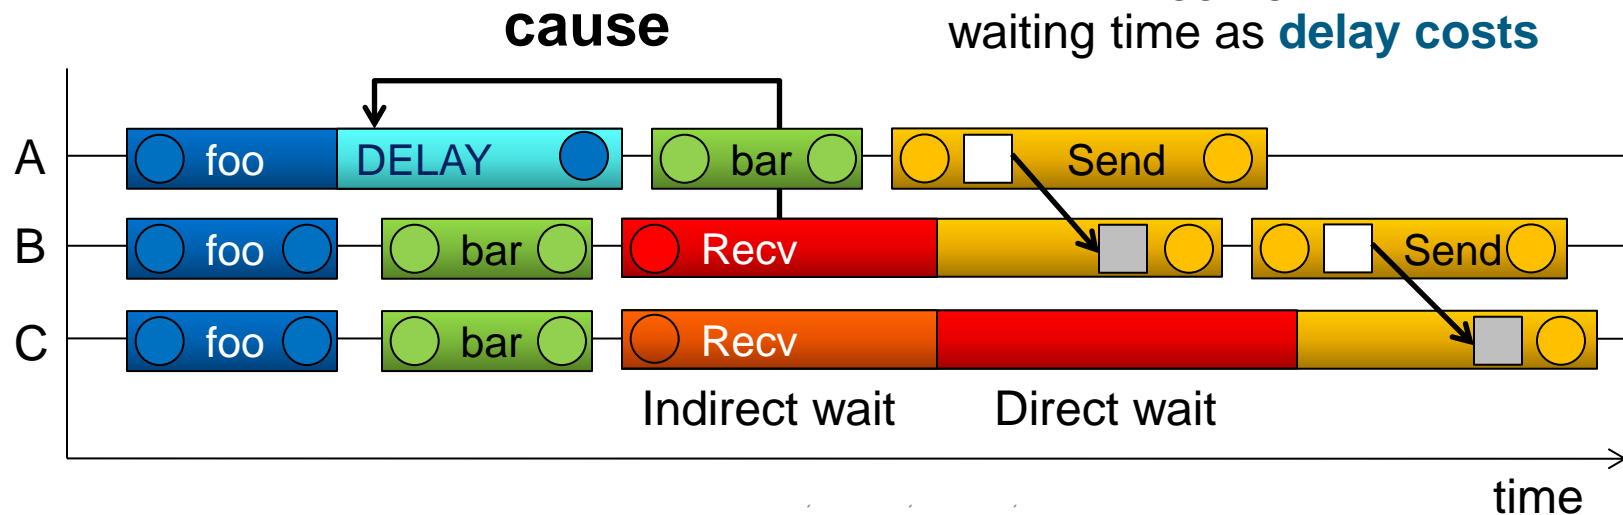 cause
waiting time as delay costs
A foo DELAY bar Send
B foo bar Recv Send
C foo bar Recv
Indirect wait Direct wait
time